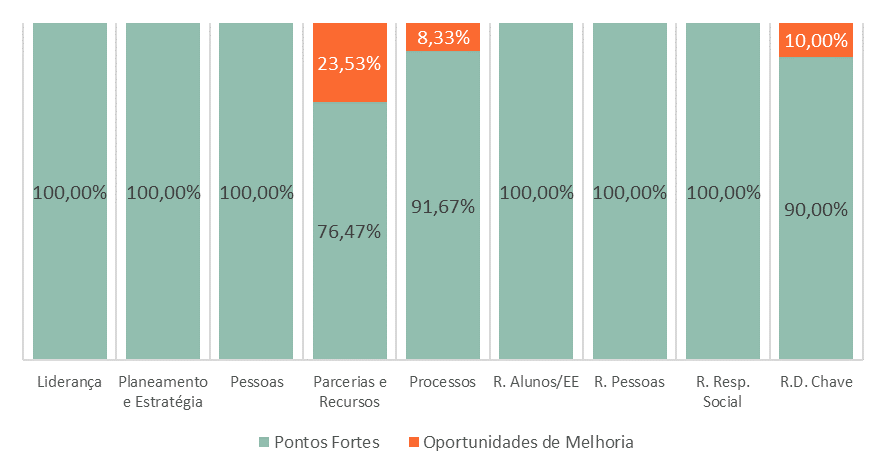 23,53%
8,33%
10,00%
100,00%
100,00%
100,00%
76,47%
91,67%
100,00%
100,00%
100,00%
90,00%
Liderança
Planeamento
e Estratégia
Pessoas
Parcerias e
Recursos
Processos
R. Alunos/EE
R. Pessoas
R. Resp.
Social
R.D. Chave
Pontos Fortes
Oportunidades de Melhoria